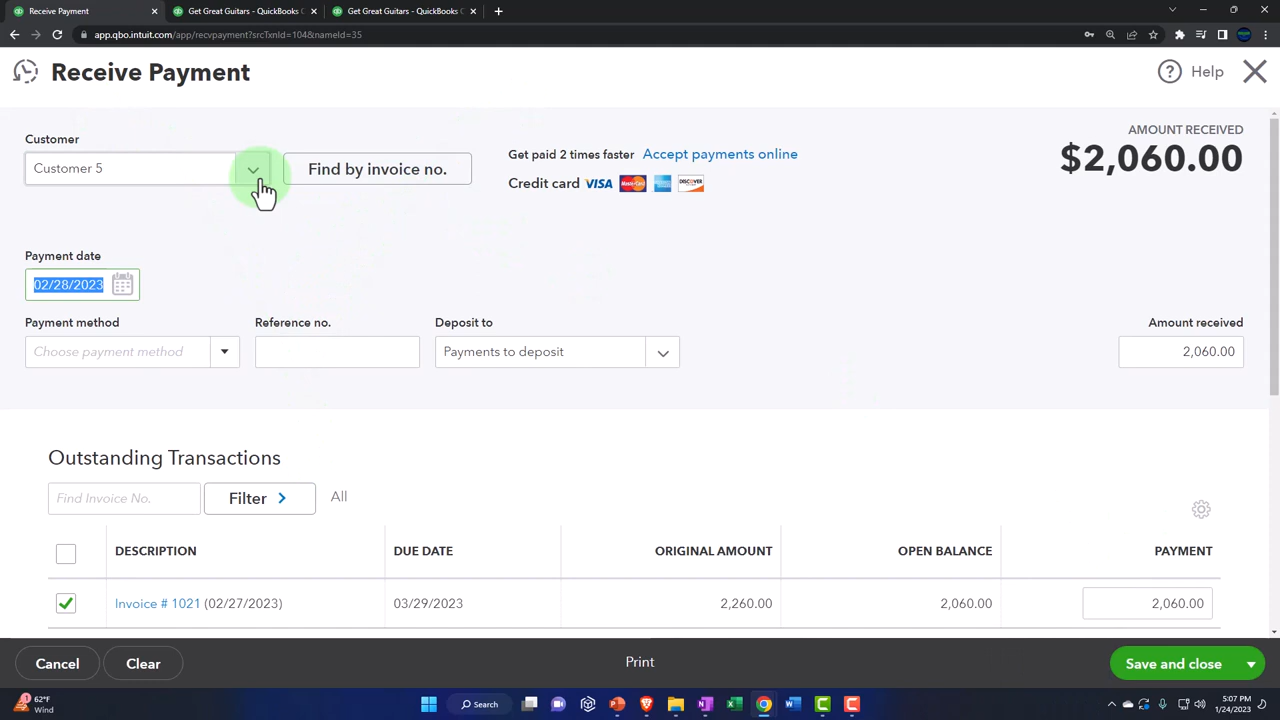 Receive Payment
Get Great Guitars - QuickBooks O
Get Great Guitars - QuickBooks O
app.qbo.intuit.com/app/recvpayment?srcTxnId=104&nameId=35
Receive Payment
Help
Customer
Customer 5
Find by invoice no.
Get paid 2 times faster Accept payments online
Credit card VISA
AMOUNT RECEIVED
$2,060.00
Payment date
02/28/2023
Payment method
Reference no.
Deposit to
Amount received
Choose payment method
Payments to deposit
2,060.00
Outstanding Transactions
Find Invoice No.
Filter
All
DESCRIPTION
DUE DATE
ORIGINAL AMOUNT
OPEN BALANCE
PAYMENT
Invoice # 1021 (02/27/2023)
03/29/2023
2,260.00
2,060.00
2,060.00
Cancel
Clear
Print
Save and close
62°F
Wind
Search
5:07 PM
1/24/2023